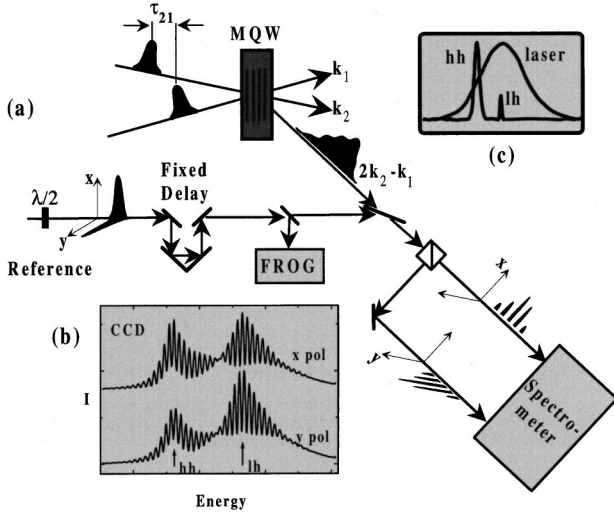 τ21
MQW
k1
k2
(a)
hh
laser
lh
(c)
2k2-k1
Fixed
Delay
λ/2
x
y
Reference
FROG
x
y
(b)
CCD
x pol
I
y pol
hh
lh
Energy
Spectro-
meter